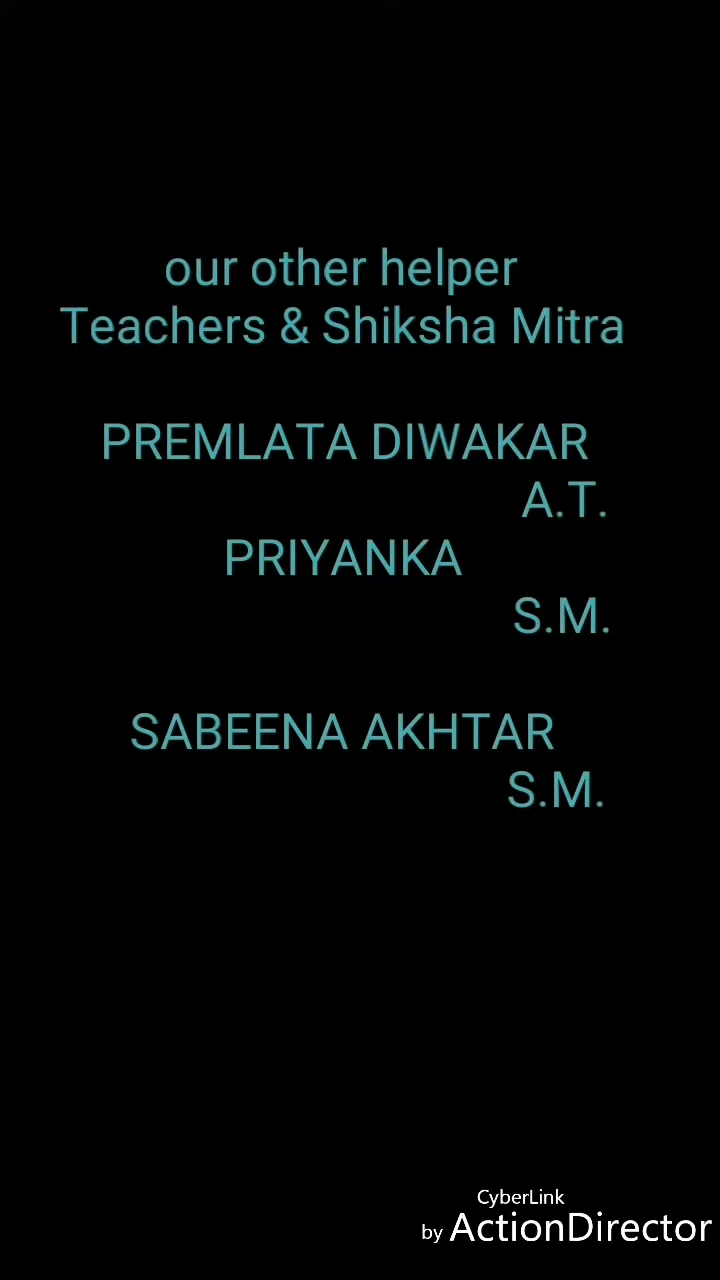 our other helper
Teachers & Shiksha Mitra
PREMLATA DIWAKAR
A.T.
PRIYANKA
S.M.
SABEENA AKHTAR
S.M.
CyberLink
by ActionDirector